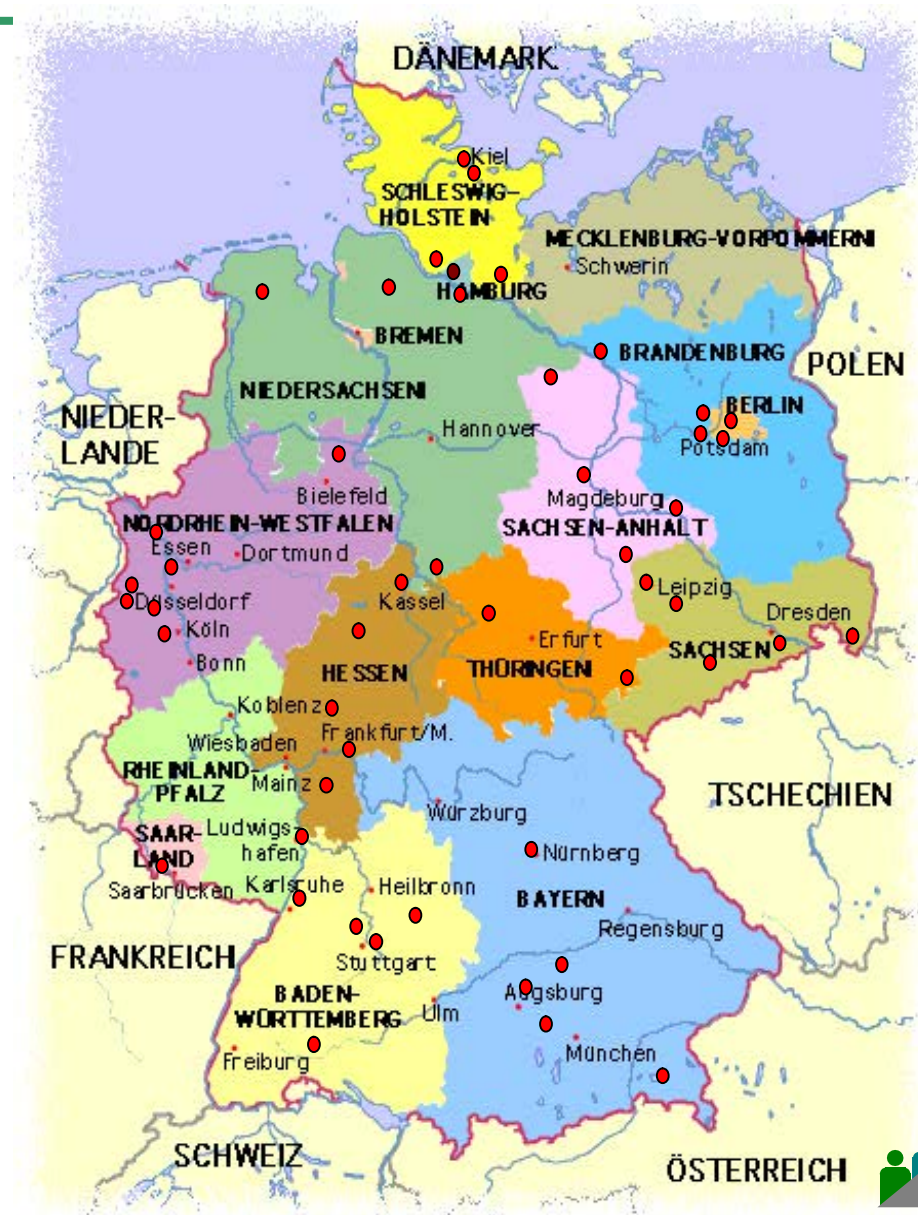 DÄNEMARK
Kiel
SCHLESWIG-
HOLSTEIN
MECKLENBURG-VORPOMMERN
Schwerin
HAMBURG
BREMEN
BRANDENBURG
POLEN
NIEDERSACHSEN
BERLIN
NIEDER-
LANDE
Hannover
Potsdam
Bielefeld
Magdeburg
NORDRHEIN-WESTFALEN
SACHSEN-ANHALT
Essen
Dortmund
Leipzig
Düsseldorf
Kassel
Dresden
Köln
Erfurt
SACHSEN
Bonn
HESSEN
THÜRINGEN
Koblenz
Frankfurt/M.
Wiesbaden
RHEINLAND-
PFALZ
Mainz
TSCHECHIEN
Würzburg
SAAR-
LAND
Ludwigs-
hafen
Nürnberg
Saarbrücken
Karlsruhe
Heilbronn
BAYERN
Regensburg
FRANKREICH
Stuttgart
BADEN-
WÜRTTEMBERG
Augsburg
Ulm
Freiburg
München
SCHWEIZ
ÖSTERREICH